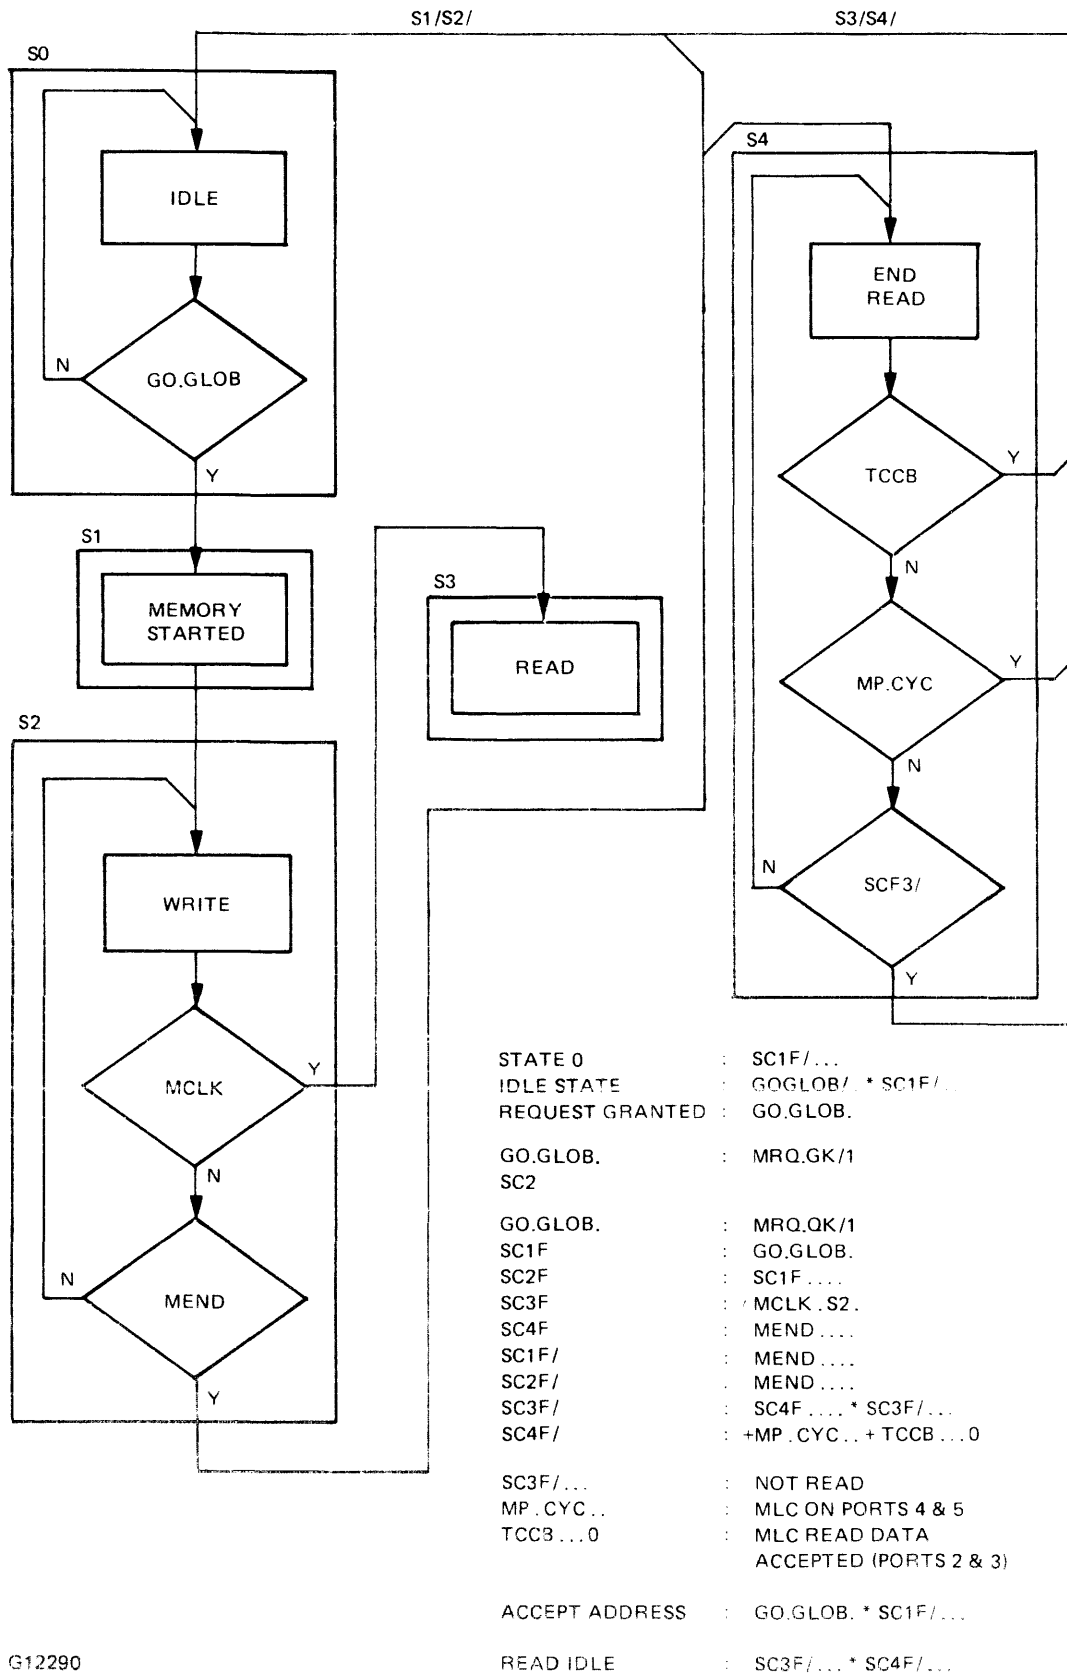 S1/S2/
S3/S4/
S0
IDLE
GO.GLOB
N
Y
S1
MEMORY
STARTED
S2
WRITE
MCLK
Y
N
MEND
N
Y
S3
READ
S4
END
READ
TCCB
Y
N
MP.CYC
Y
N
SCF3/
N
Y
STATE 0 : SC1F/...
IDLE STATE : GOGLOB/. * SC1F/...
REQUEST GRANTED : GO.GLOB.
GO.GLOB. : MRQ.GK/1
SC2
GO.GLOB. : MRQ.QK/1
SC1F : GO.GLOB.
SC2F : SC1F ....
SC3F : / MCLK .S2 .
SC4F : MEND ....
SC1F/ : MEND ....
SC2F/ . MEND ....
SC3F/ : SC4F .... * SC3F/ ...
SC4F/ : +MP .CYC .. + TCCB ...0
SC3F/... : NOT READ
MP .CYC .. : MLC ON PORTS 4 & 5
TCCB ...0 : MLC READ DATA
ACCEPTED (PORTS 2 & 3)
ACCEPT ADDRESS : GO.GLOB. * SC1F/...
G12290
READ IDLE : SC3F/... * SC4F/...